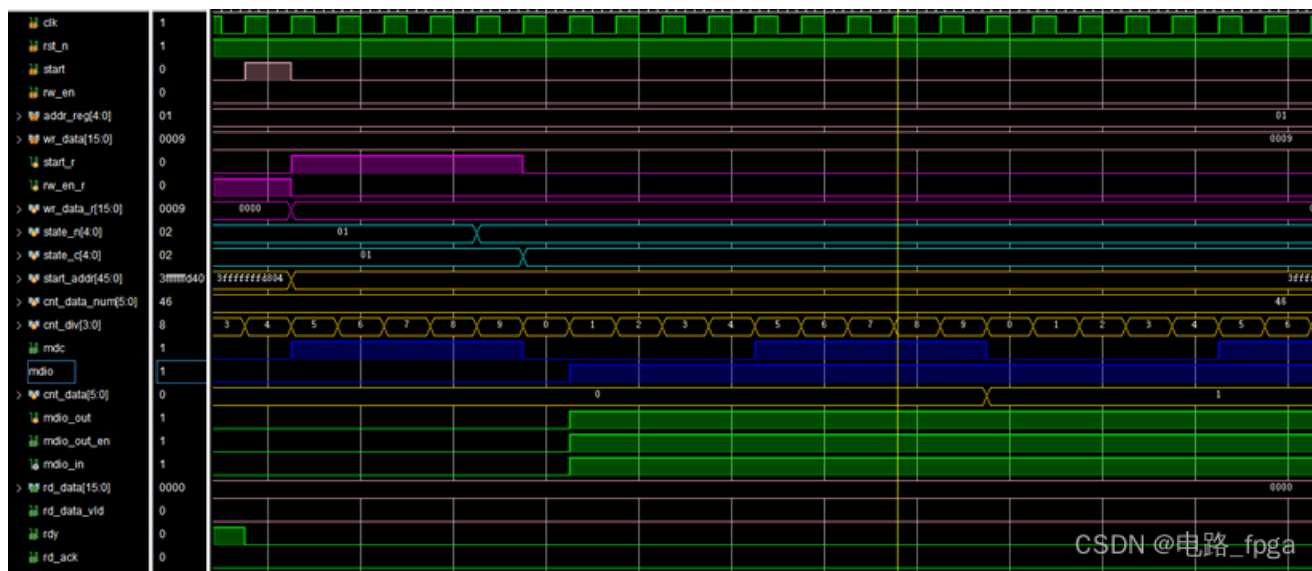 clk 1
rst_n 1
start 0
rw_en 0
addr_reg[4:0] 01 01
wr_data[15:0] 0009 0009
start_r 0
rw_en_r 0
wr_data_r[15:0] 0009 0000
state_n[4:0] 02 01
state_c[4:0] 02 01
start_addr[45:0] 3fffffffd40 3fffffffd804 3fff
cnt_data_num[5:0] 46 46
cnt_div[3:0] 8 3 4 5 6 7 8 9 0 1 2 3 4 5 6 7 8 9 0 1 2 3 4 5 6
mdc 1
mdio 1
cnt_data[5:0] 0 0 1
mdio_out 1
mdio_out_en 1
mdio_in 1
rd_data[15:0] 0000 0000
rd_data_vld 0
rdy 0
rd_ack 0
CSDN @电路_fpga